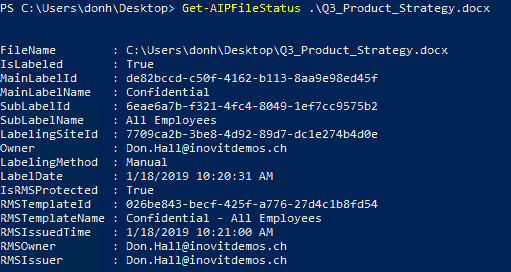 PS C:\Users\donh\Desktop> Get-AIPFileStatus .\Q3_Product_Strategy.docx
FileName : C:\Users\donh\Desktop\Q3_Product_Strategy.docx
IsLabeled : True
MainLabelId : de82bccd-c50f-4162-b113-8aa9e98ed45f
MainLabelName : Confidential
SubLabelId : 6eae6a7b-f321-4fc4-8049-1ef7cc9575b2
SubLabelName : All Employees
LabelingSiteId : 7709ca2b-3be8-4d92-89d7-dc1e274b4d0e
Owner : Don.Hall@inovitdemos.ch
LabelingMethod : Manual
LabelDate : 1/18/2019 10:20:31 AM
IsRMSProtected : True
RMSTemplateId : 026be843-becf-425f-a776-27d4c1b8fd54
RMSTemplateName : Confidential - All Employees
RMSIssuedTime : 1/18/2019 10:21:00 AM
RMSOwner : Don.Hall@inovitdemos.ch
RMSIssuer : Don.Hall@inovitdemos.ch